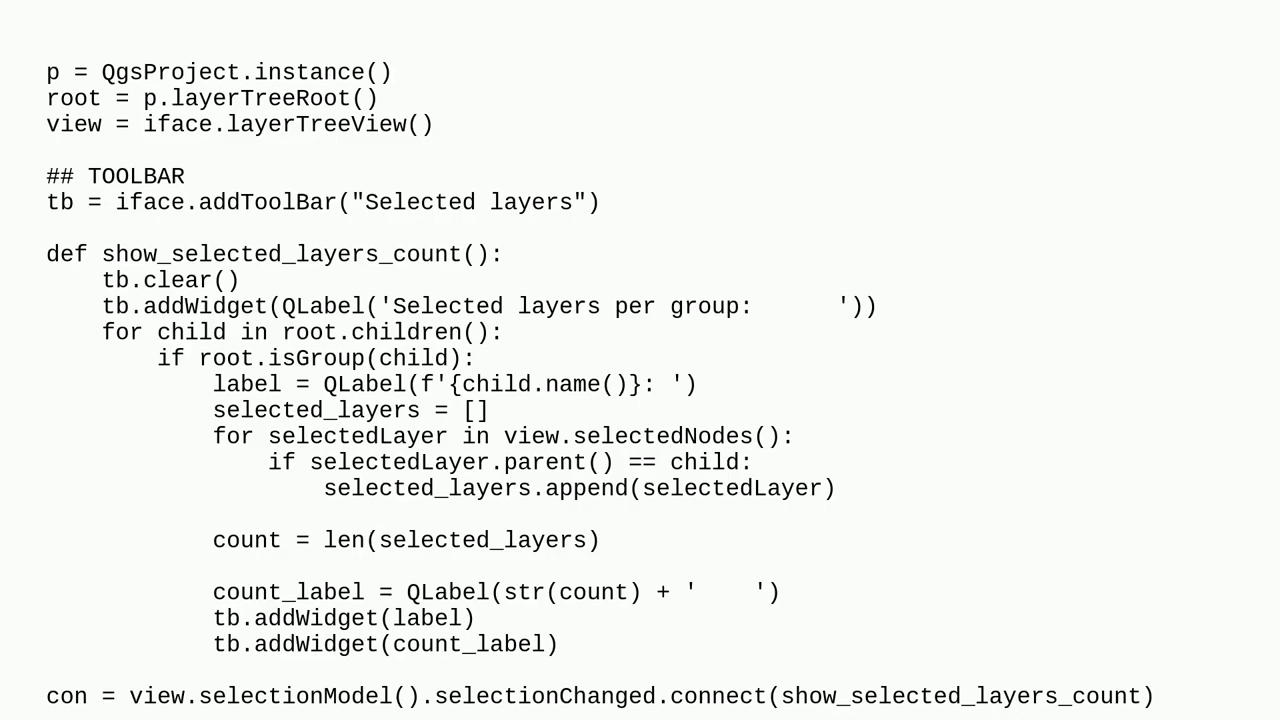 p = QgsProject.instance()
root = p.layerTreeRoot()
view = iface.layerTreeView()

## TOOLBAR
tb = iface.addToolBar("Selected layers")

def show_selected_layers_count():
    tb.clear()
    tb.addWidget(QLabel('Selected layers per group:      '))
    for child in root.children():
        if root.isGroup(child):
            label = QLabel(f'{child.name()}: ')
            selected_layers = []
            for selectedLayer in view.selectedNodes():
                if selectedLayer.parent() == child:
                    selected_layers.append(selectedLayer)

            count = len(selected_layers)

            count_label = QLabel(str(count) + '    ')
            tb.addWidget(label)
            tb.addWidget(count_label)

con = view.selectionModel().selectionChanged.connect(show_selected_layers_count)